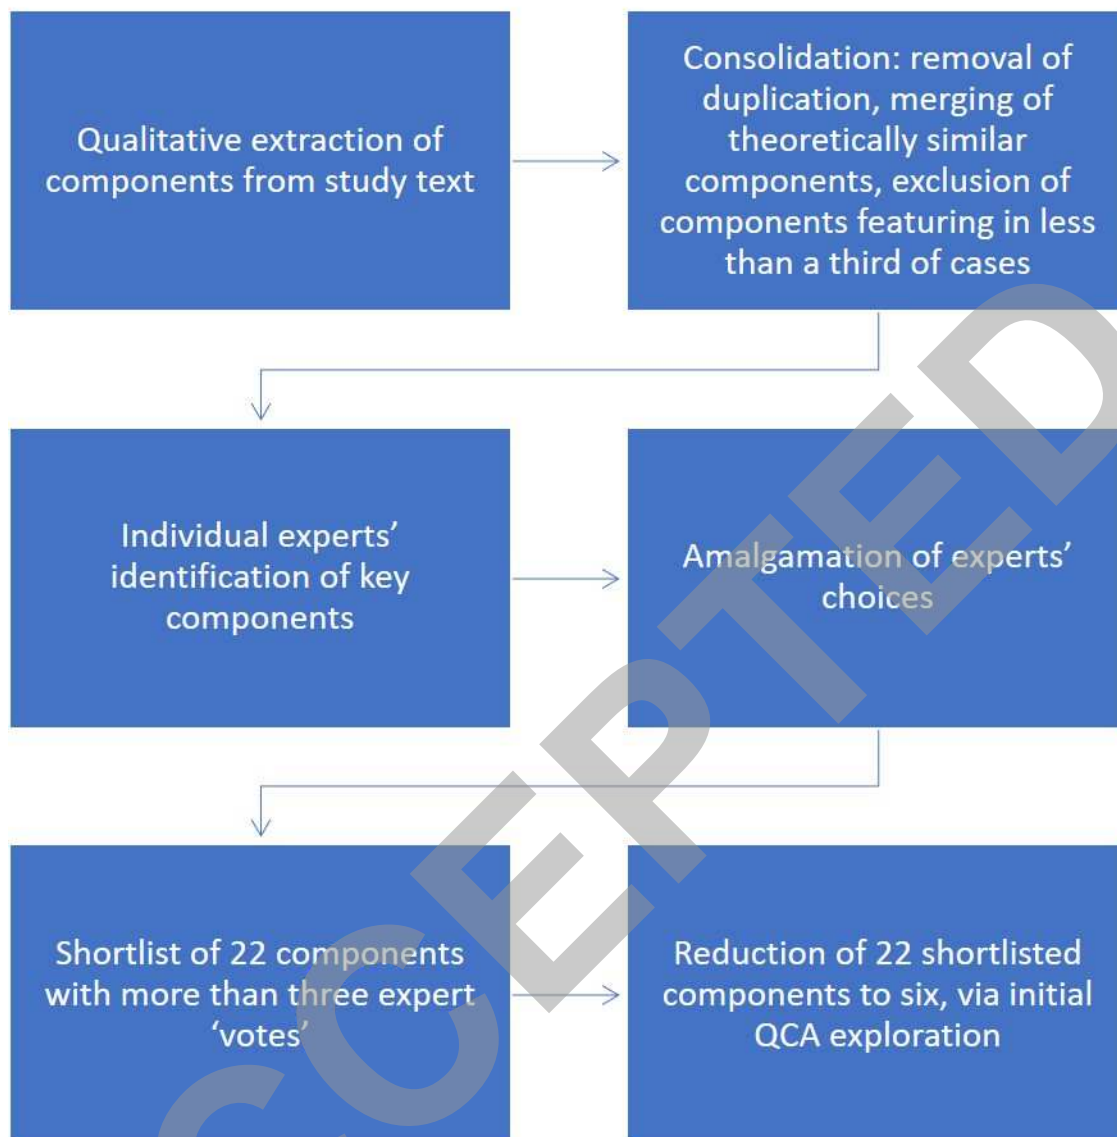 Qualitative extraction of
components from study text
Consolidation: removal of
duplication, merging of
theoretically similar
components, exclusion of
components featuring in less
than a third of cases
Individual experts’
identification of key
components
Amalgamation of experts’
choices
Shortlist of 22 components
with more than three expert
‘votes’
Reduction of 22 shortlisted
components to six, via initial
QCA exploration
CCEPTED